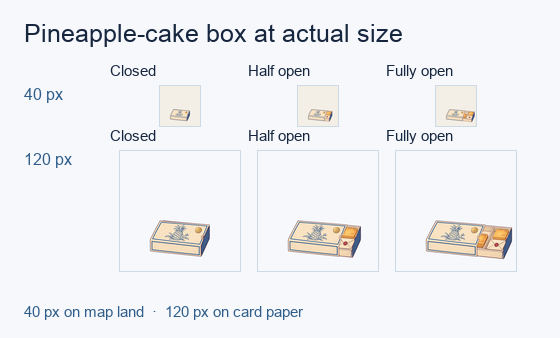 Pineapple-cake box at actual size
Closed Half open Fully open
40 px
Closed Half open Fully open
120 px
40 px on map land · 120 px on card paper